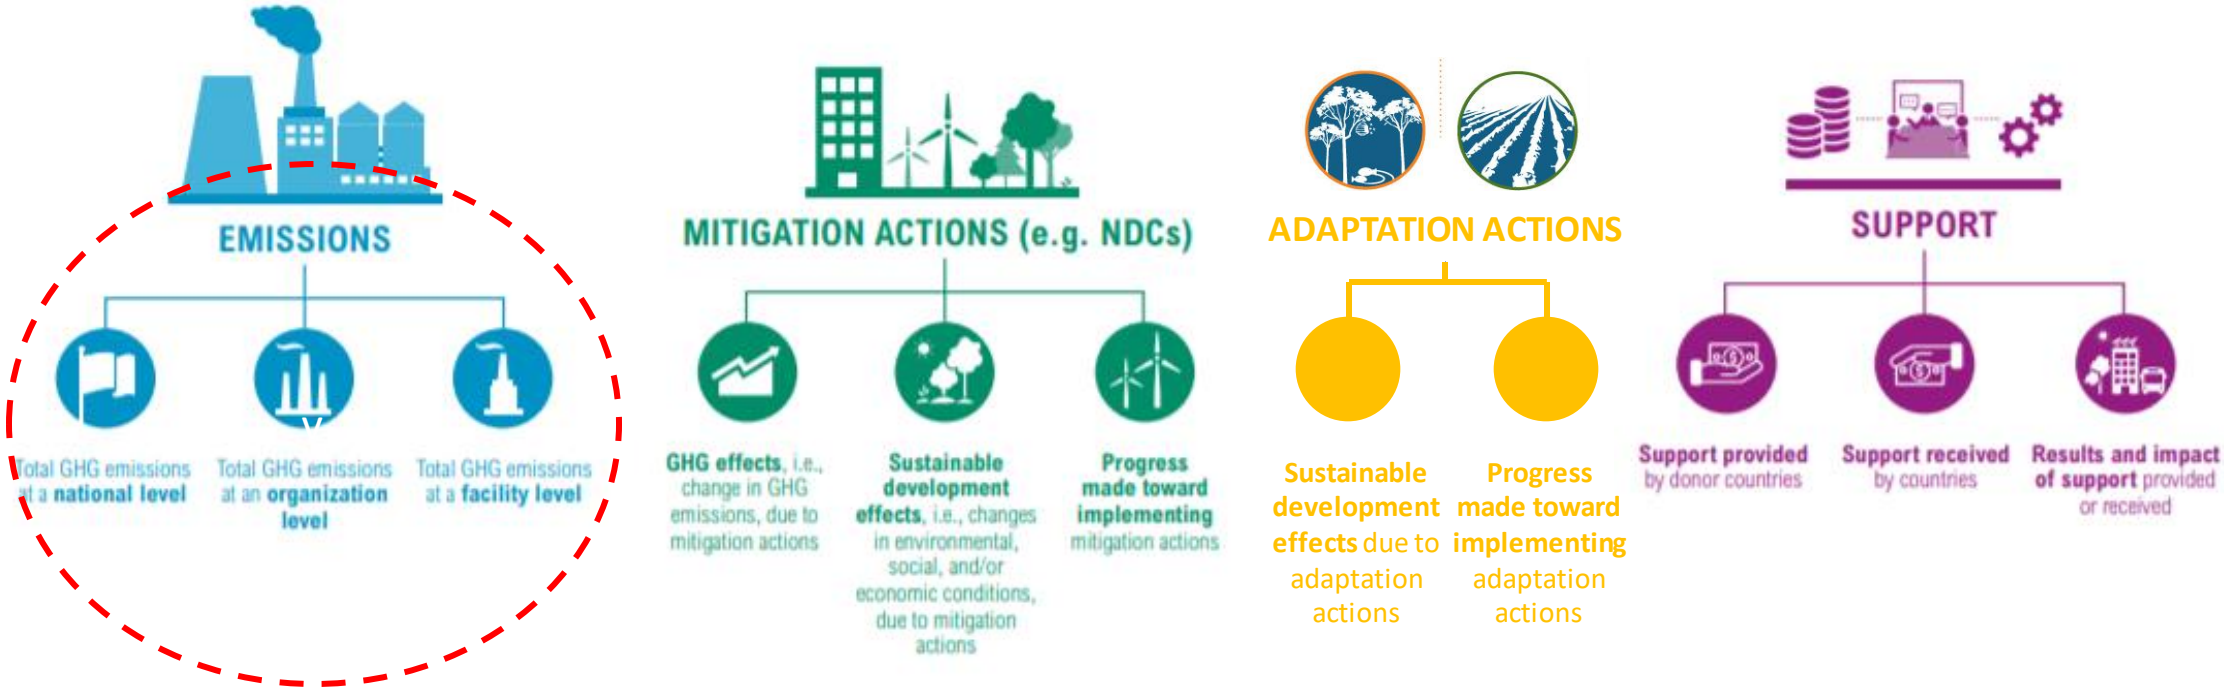 EMISSIONS
Total GHG emissions
at a national level
Total GHG emissions
at an organization
level
Total GHG emissions
at a facility level
v
MITIGATION ACTIONS (e.g. NDCs)
GHG effects, i.e.,
change in GHG
emissions, due to
mitigation actions
Sustainable
development
effects, i.e., changes
in environmental,
social, and/or
economic conditions,
due to mitigation
actions
Progress
made toward
implementing
mitigation actions
ADAPTATION ACTIONS
Sustainable
development
effects due to
adaptation
actions
Progress
made toward
implementing
adaptation
actions
SUPPORT
Support provided
by donor countries
Support received
by countries
Results and impact
of support provided
or received